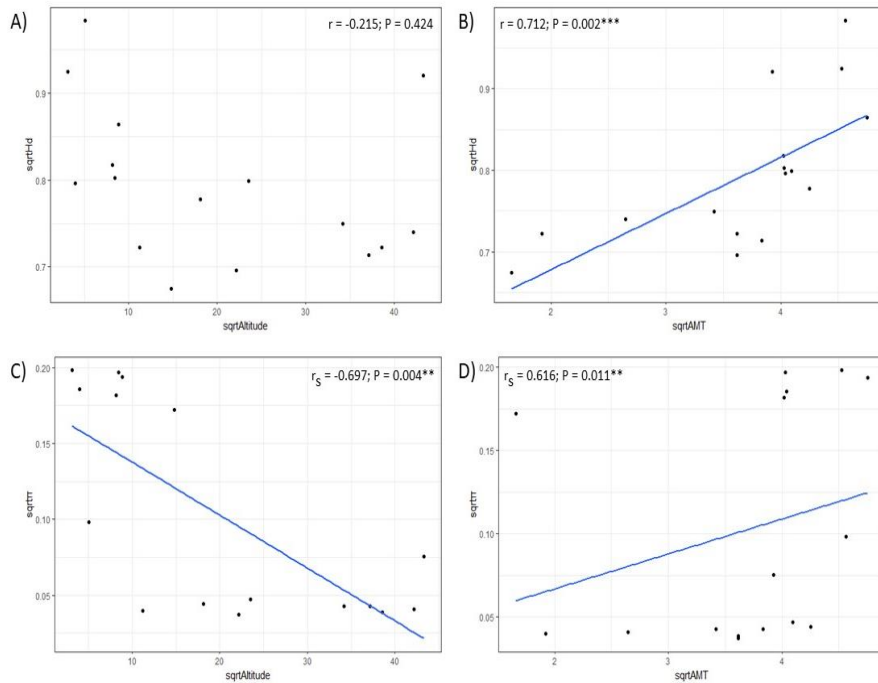 A)
r = -0.215; P = 0.424
0.9
0.8
0.7
sqrtHd
10 20 30 40
sqrtAltitude
B)
r = 0.712; P = 0.002***
0.9
0.8
0.7
sqrtHd
2 3 4
sqrtAMT
C)
rs = -0.697; P = 0.004**
0.20
0.15
0.10
0.05
sqrtπ
10 20 30 40
sqrtAltitude
D)
rs = 0.616; P = 0.011**
0.20
0.15
0.10
0.05
sqrtπ
2 3 4
sqrtAMT